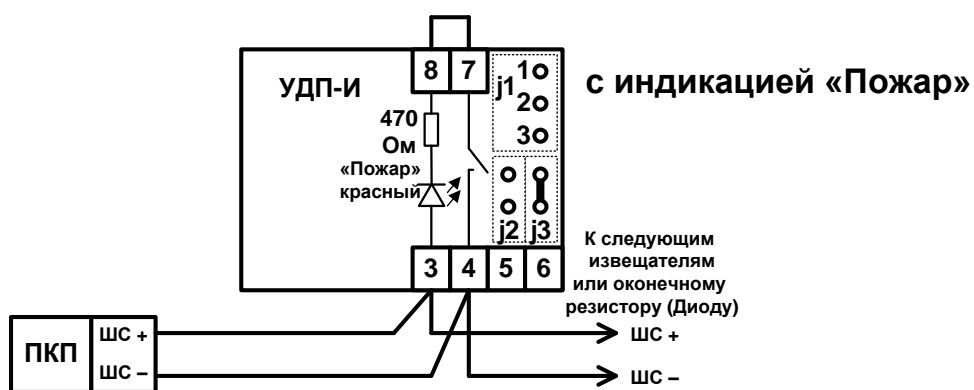 УДП-И
8 7
j1
1
2
3
с индикацией «Пожар»
470
Ом
«Пожар»
красный
j2 j3
3 4 5 6
К следующим
извещателям
или оконечному
резистору (Диоду)
ПКП
ШС +
ШС –
ШС +
ШС –